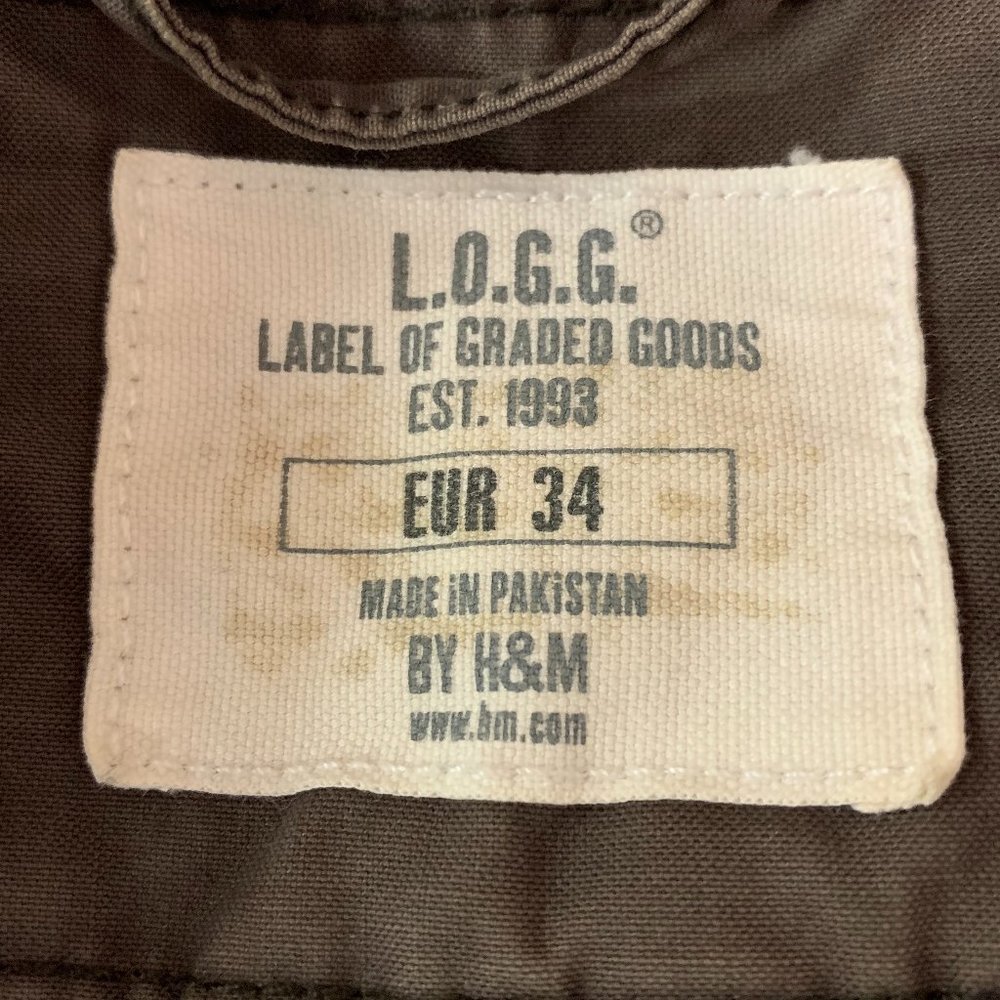 L.O.G.G.®
LABEL OF GRADED GOODS
EST. 1993
EUR 34
MADE iN PAKiSTAN
BY H&M
www.hm.com